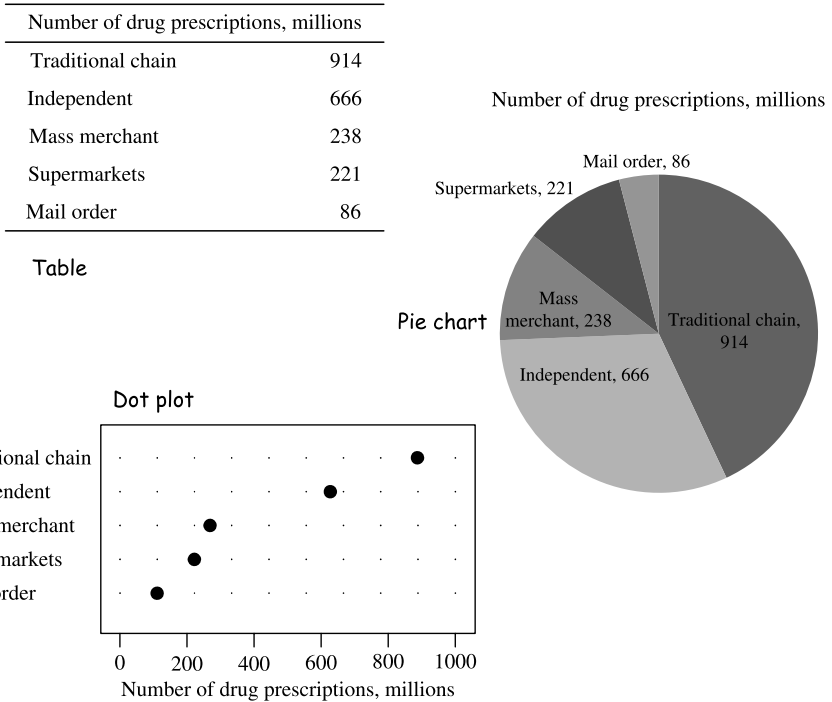 Number of drug prescriptions, millions
Traditional chain 914
Independent 666
Mass merchant 238
Supermarkets 221
Mail order 86
Table
Number of drug prescriptions, millions
Mail order, 86
Supermarkets, 221
Mass
merchant, 238
Traditional chain,
914
Independent, 666
Pie chart
Dot plot
ional chain
endent
merchant
markets
order
0 200 400 600 800 1000
Number of drug prescriptions, millions